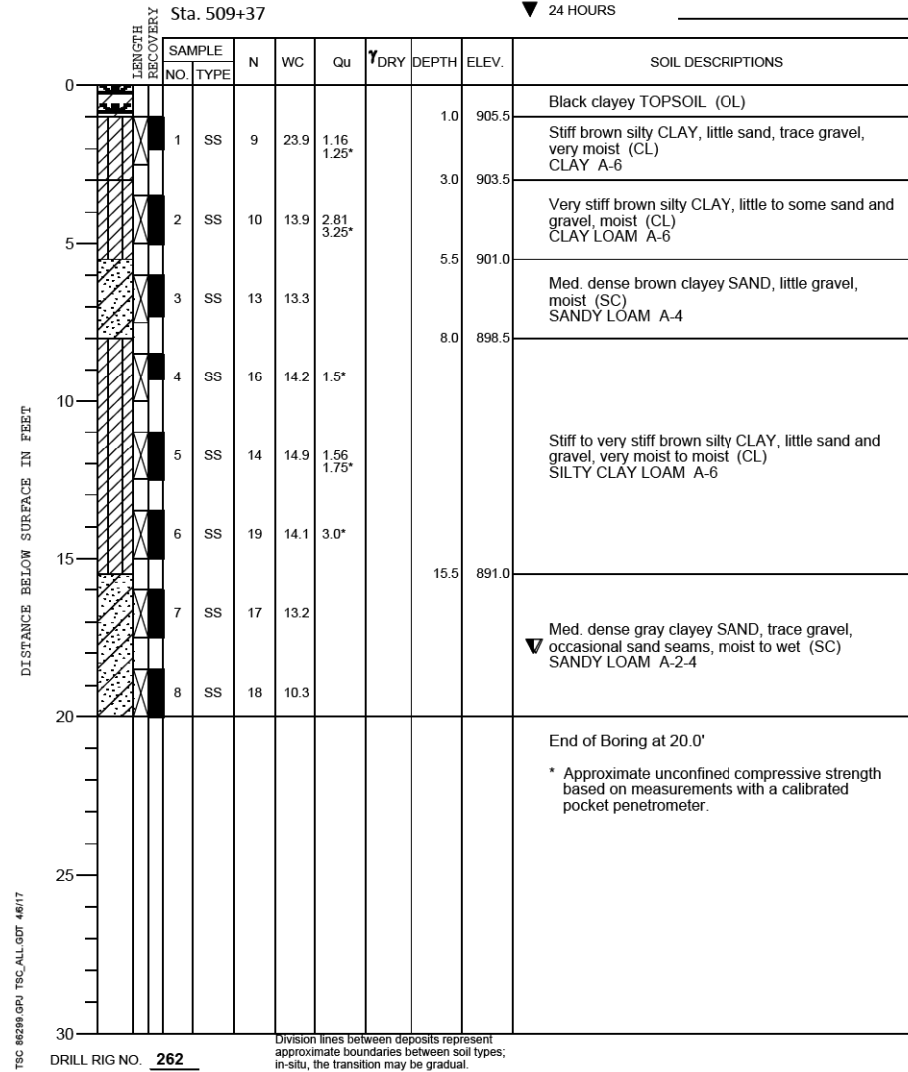 Sta. 509+37
▼ 24 HOURS
LENGTH
RECOVERY
SAMPLE
NO. TYPE N WC Qu γDRY DEPTH ELEV. SOIL DESCRIPTIONS
0
Black clayey TOPSOIL (OL)
1.0 905.5
1 SS 9 23.9 1.16
1.25*
Stiff brown silty CLAY, little sand, trace gravel,
very moist (CL)
CLAY A-6
3.0 903.5
2 SS 10 13.9 2.81
3.25*
Very stiff brown silty CLAY, little to some sand and
gravel, moist (CL)
CLAY LOAM A-6
5
5.5 901.0
3 SS 13 13.3
Med. dense brown clayey SAND, little gravel,
moist (SC)
SANDY LOAM A-4
8.0 898.5
4 SS 16 14.2 1.5*
10
5 SS 14 14.9 1.56
1.75*
Stiff to very stiff brown silty CLAY, little sand and
gravel, very moist to moist (CL)
SILTY CLAY LOAM A-6
6 SS 19 14.1 3.0*
15
15.5 891.0
7 SS 17 13.2
Med. dense gray clayey SAND, trace gravel,
occasional sand seams, moist to wet (SC)
SANDY LOAM A-2-4
8 SS 18 10.3
20
End of Boring at 20.0'
* Approximate unconfined compressive strength
based on measurements with a calibrated
pocket penetrometer.
25
30
DISTANCE BELOW SURFACE IN FEET
TSC 86299.GPJ TSC_ALL.GDT 4/6/17
DRILL RIG NO. 262
Division lines between deposits represent
approximate boundaries between soil types;
in-situ, the transition may be gradual.